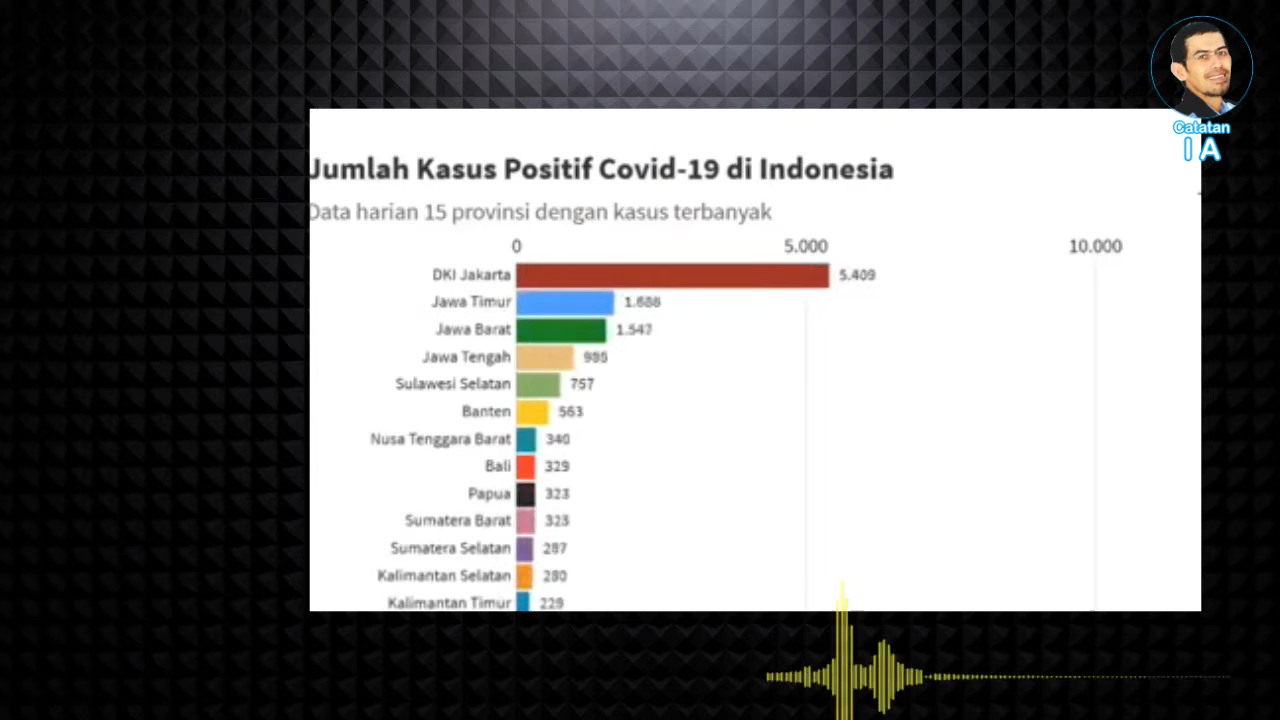 Catatan
I A
Jumlah Kasus Positif Covid-19 di Indonesia
Data harian 15 provinsi dengan kasus terbanyak
0 5.000 10.000
DKI Jakarta 5.409
Jawa Timur
Jawa Barat 1.547
Jawa Tengah
Sulawesi Selatan 757
Banten 563
Nusa Tenggara Barat 340
Bali 329
Papua 323
Sumatera Barat 323
Sumatera Selatan 287
Kalimantan Selatan 280
Kalimantan Timur 229